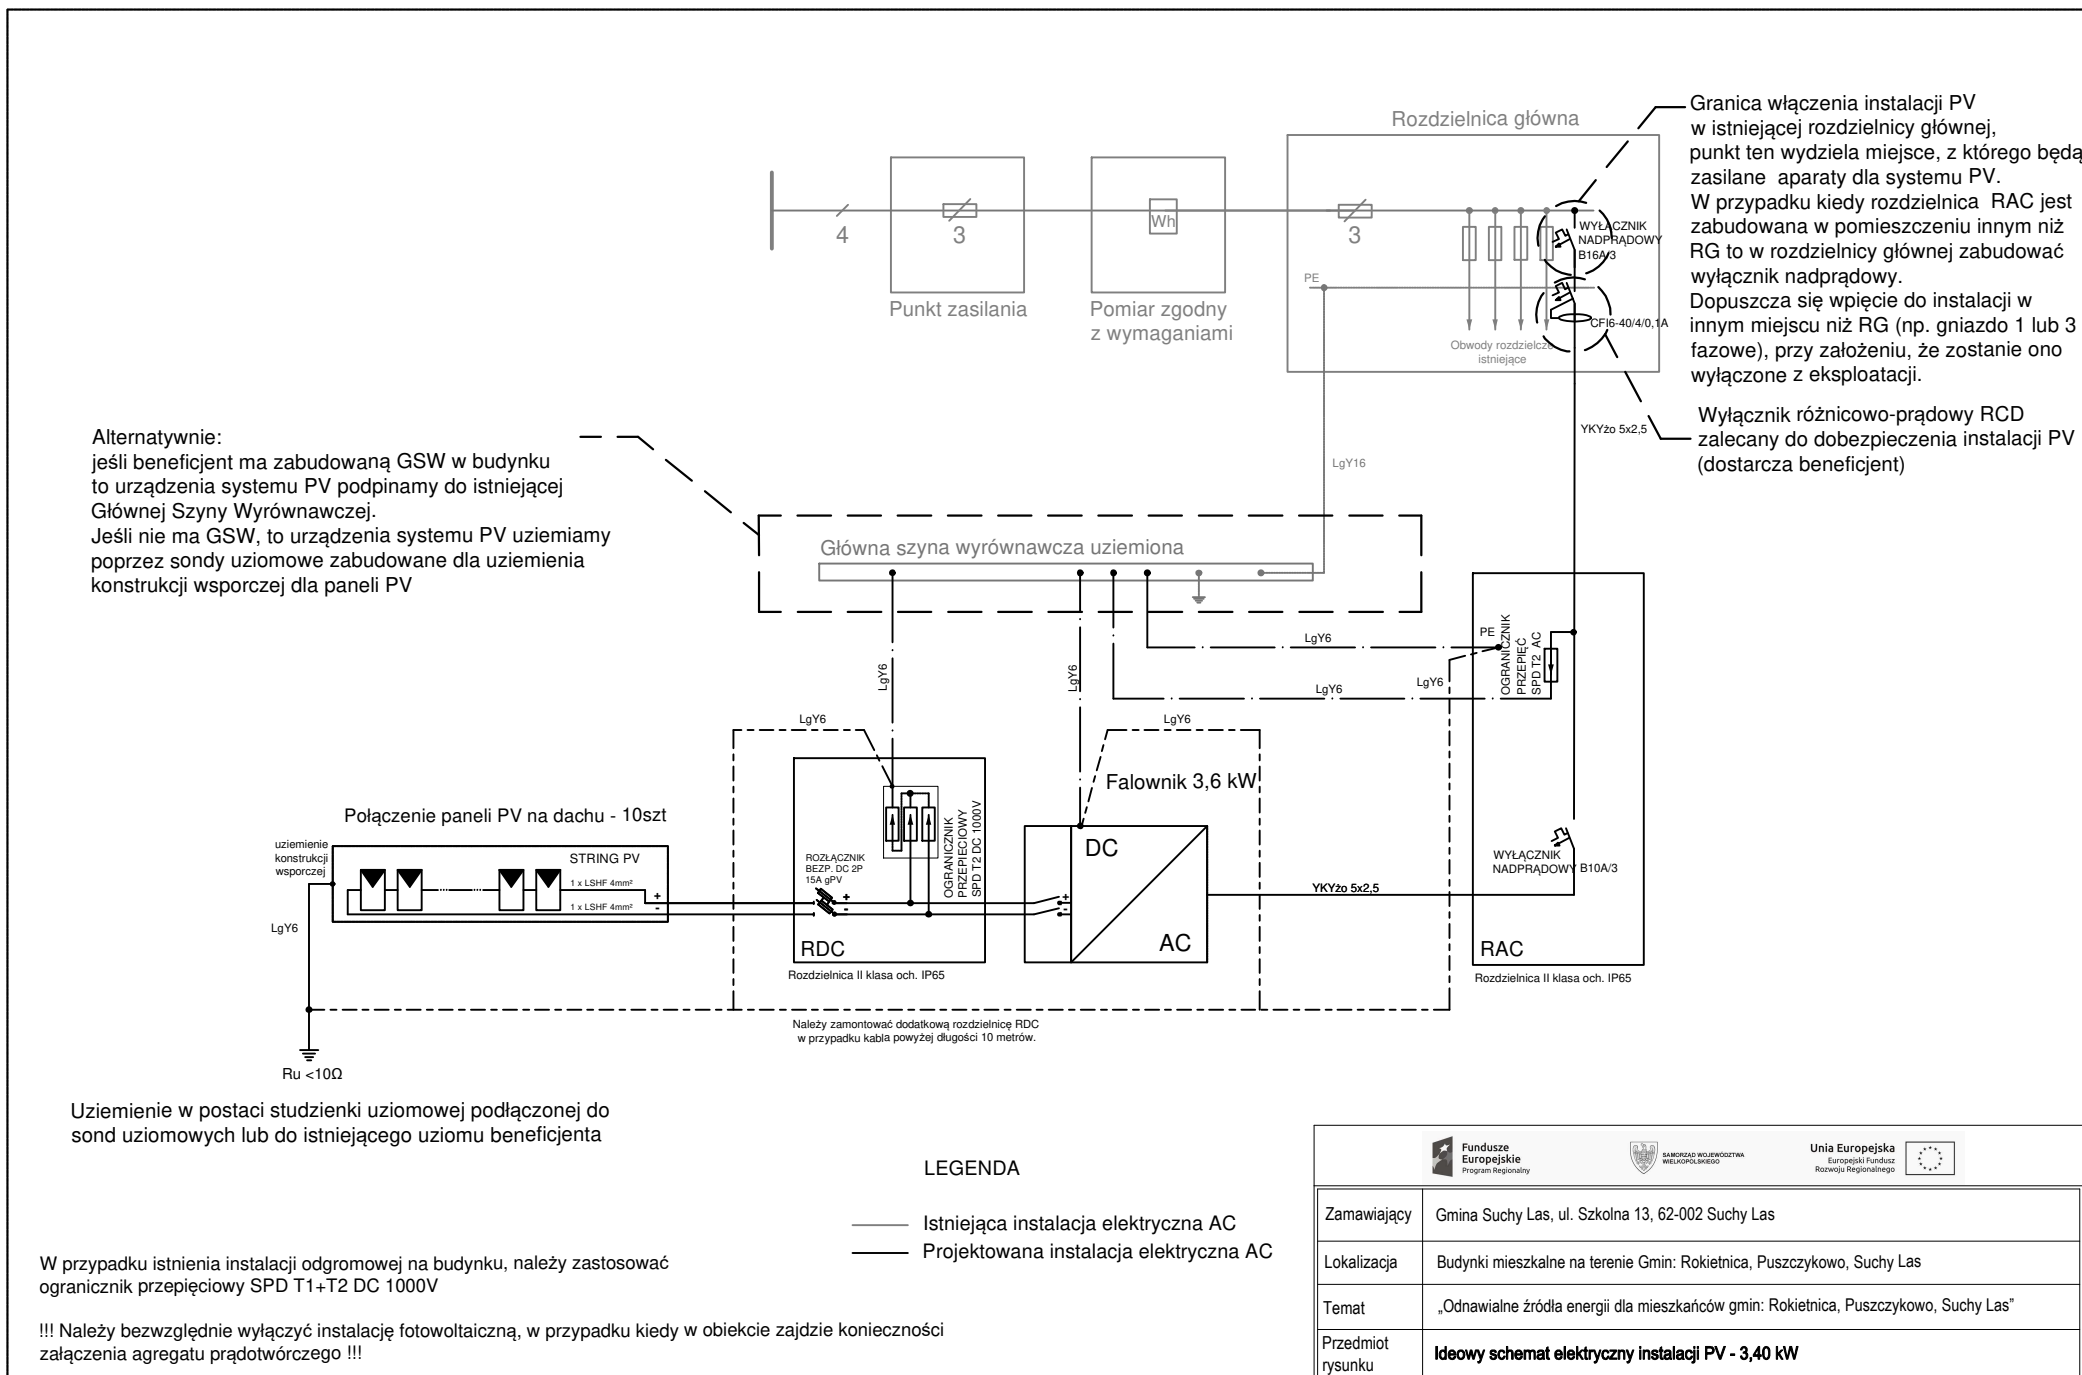 Rozdzielnica główna
Granica włączenia instalacji PV
w istniejącej rozdzielnicy głównej,
punkt ten wydziela miejsce, z którego będą
zasilane aparaty dla systemu PV.
W przypadku kiedy rozdzielnica RAC jest
zabudowana w pomieszczeniu innym niż
RG to w rozdzielnicy głównej zabudować
wyłącznik nadprądowy.
Dopuszcza się wpięcie do instalacji w
innym miejscu niż RG (np. gniazdo 1 lub 3
fazowe), przy założeniu, że zostanie ono
wyłączone z eksploatacji.
4
3
Wh
3
WYŁĄCZNIK
NADPRĄDOWY
B16A/3
PE
CFI6-40/4/0,1A
Punkt zasilania
Pomiar zgodny
z wymaganiami
Obwody rozdzielcze
istniejące
Wyłącznik różnicowo-prądowy RCD
zalecany do dobezpieczenia instalacji PV
(dostarcza beneficjent)
YKYżo 5x2,5
LgY16
Alternatywnie:
jeśli beneficjent ma zabudowaną GSW w budynku
to urządzenia systemu PV podpinamy do istniejącej
Głównej Szyny Wyrównawczej.
Jeśli nie ma GSW, to urządzenia systemu PV uziemiamy
poprzez sondy uziomowe zabudowane dla uziemienia
konstrukcji wsporczej dla paneli PV
Główna szyna wyrównawcza uziemiona
LgY6
LgY6
LgY6
LgY6
LgY6
PE
OGRANICZNIK
PRZEPIĘĆ
SPD T2 AC
LgY6
LgY6
Falownik 3,6 kW
Połączenie paneli PV na dachu - 10szt
uziemienie
konstrukcji
wsporczej
STRING PV
1 x LSHF 4mm²
1 x LSHF 4mm²
+
-
LgY6
ROZŁĄCZNIK
BEZP. DC 2P
15A gPV
+
-
OGRANICZNIK
PRZEPIECIOWY
SPD T2 DC 1000V
RDC
Rozdzielnica II klasa och. IP65
+
-
DC
AC
YKYżo 5x2,5
WYŁĄCZNIK
NADPRĄDOWY B10A/3
RAC
Rozdzielnica II klasa och. IP65
Należy zamontować dodatkową rozdzielnicę RDC
w przypadku kabla powyżej długości 10 metrów.
Ru <10Ω
Uziemienie w postaci studzienki uziomowej podłączonej do
sond uziomowych lub do istniejącego uziomu beneficjenta
LEGENDA
Istniejąca instalacja elektryczna AC
Projektowana instalacja elektryczna AC
W przypadku istnienia instalacji odgromowej na budynku, należy zastosować
ogranicznik przepięciowy SPD T1+T2 DC 1000V
!!! Należy bezwzględnie wyłączyć instalację fotowoltaiczną, w przypadku kiedy w obiekcie zajdzie konieczności
załączenia agregatu prądotwórczego !!!
Fundusze
Europejskie
Program Regionalny
SAMORZĄD WOJEWÓDZTWA
WIELKOPOLSKIEGO
Unia Europejska
Europejski Fundusz
Rozwoju Regionalnego
Zamawiający
Gmina Suchy Las, ul. Szkolna 13, 62-002 Suchy Las
Lokalizacja
Budynki mieszkalne na terenie Gmin: Rokietnica, Puszczykowo, Suchy Las
Temat
„Odnawialne źródła energii dla mieszkańców gmin: Rokietnica, Puszczykowo, Suchy Las”
Przedmiot
rysunku
Ideowy schemat elektryczny instalacji PV - 3,40 kW